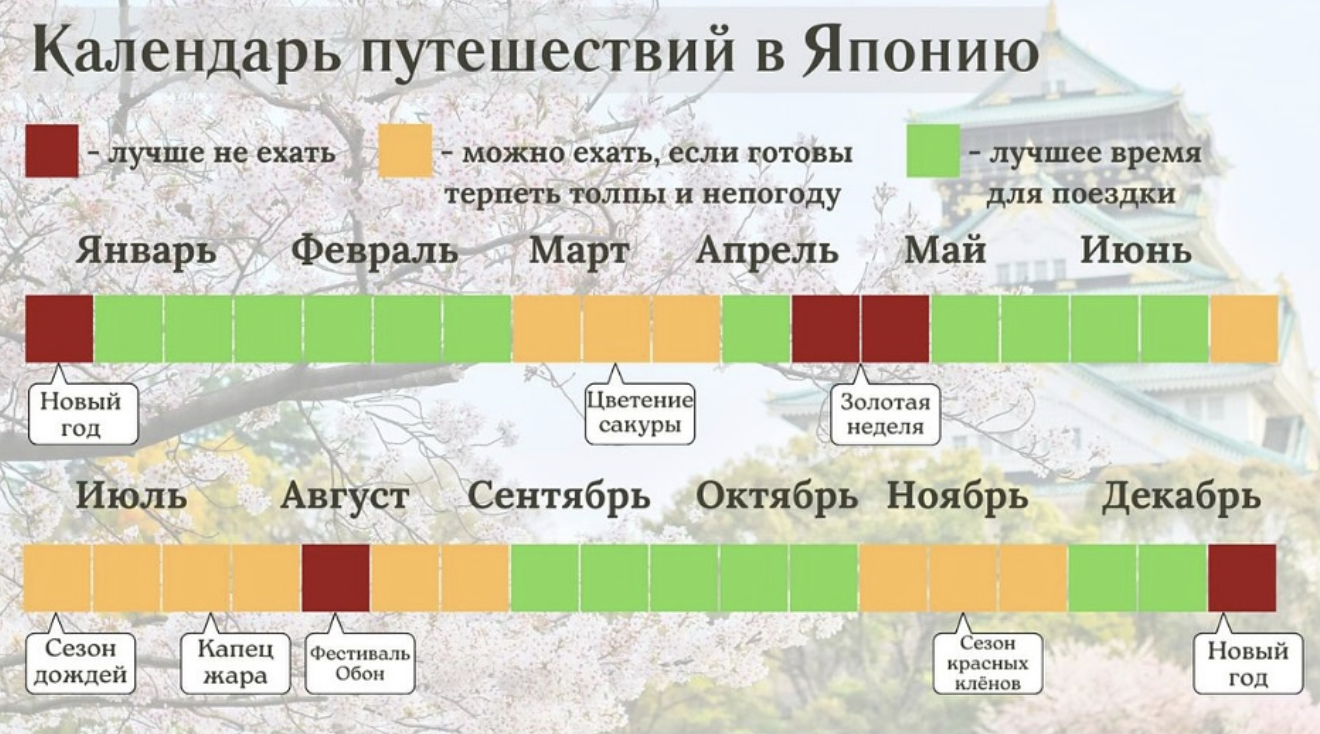 Календарь путешествий в Японию
- лучше не ехать
- можно ехать, если готовы
терпеть толпы и непогоду
- лучшее время
для поездки
Январь Февраль Март Апрель Май Июнь
Новый
год
Цветение
сакуры
Золотая
неделя
Июль Август Сентябрь Октябрь Ноябрь Декабрь
Сезон
дождей
Капец
жара
Фестиваль
Обон
Сезон
красных
клёнов
Новый
год